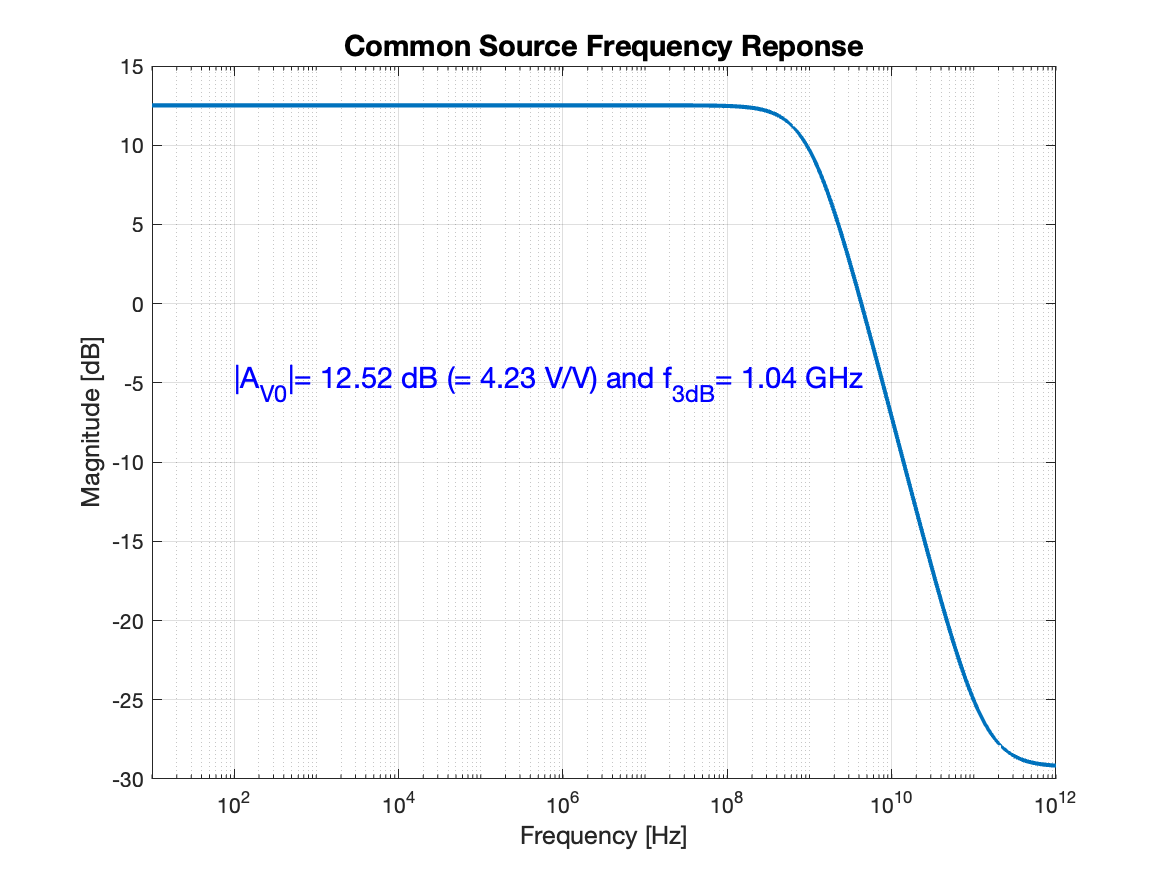 Common Source Frequency Reponse
15
10
5
0
-5
-10
-15
-20
-25
-30
Magnitude [dB]
|A_V0|= 12.52 dB (= 4.23 V/V) and f_3dB= 1.04 GHz
10^2 10^4 10^6 10^8 10^10 10^12
Frequency [Hz]